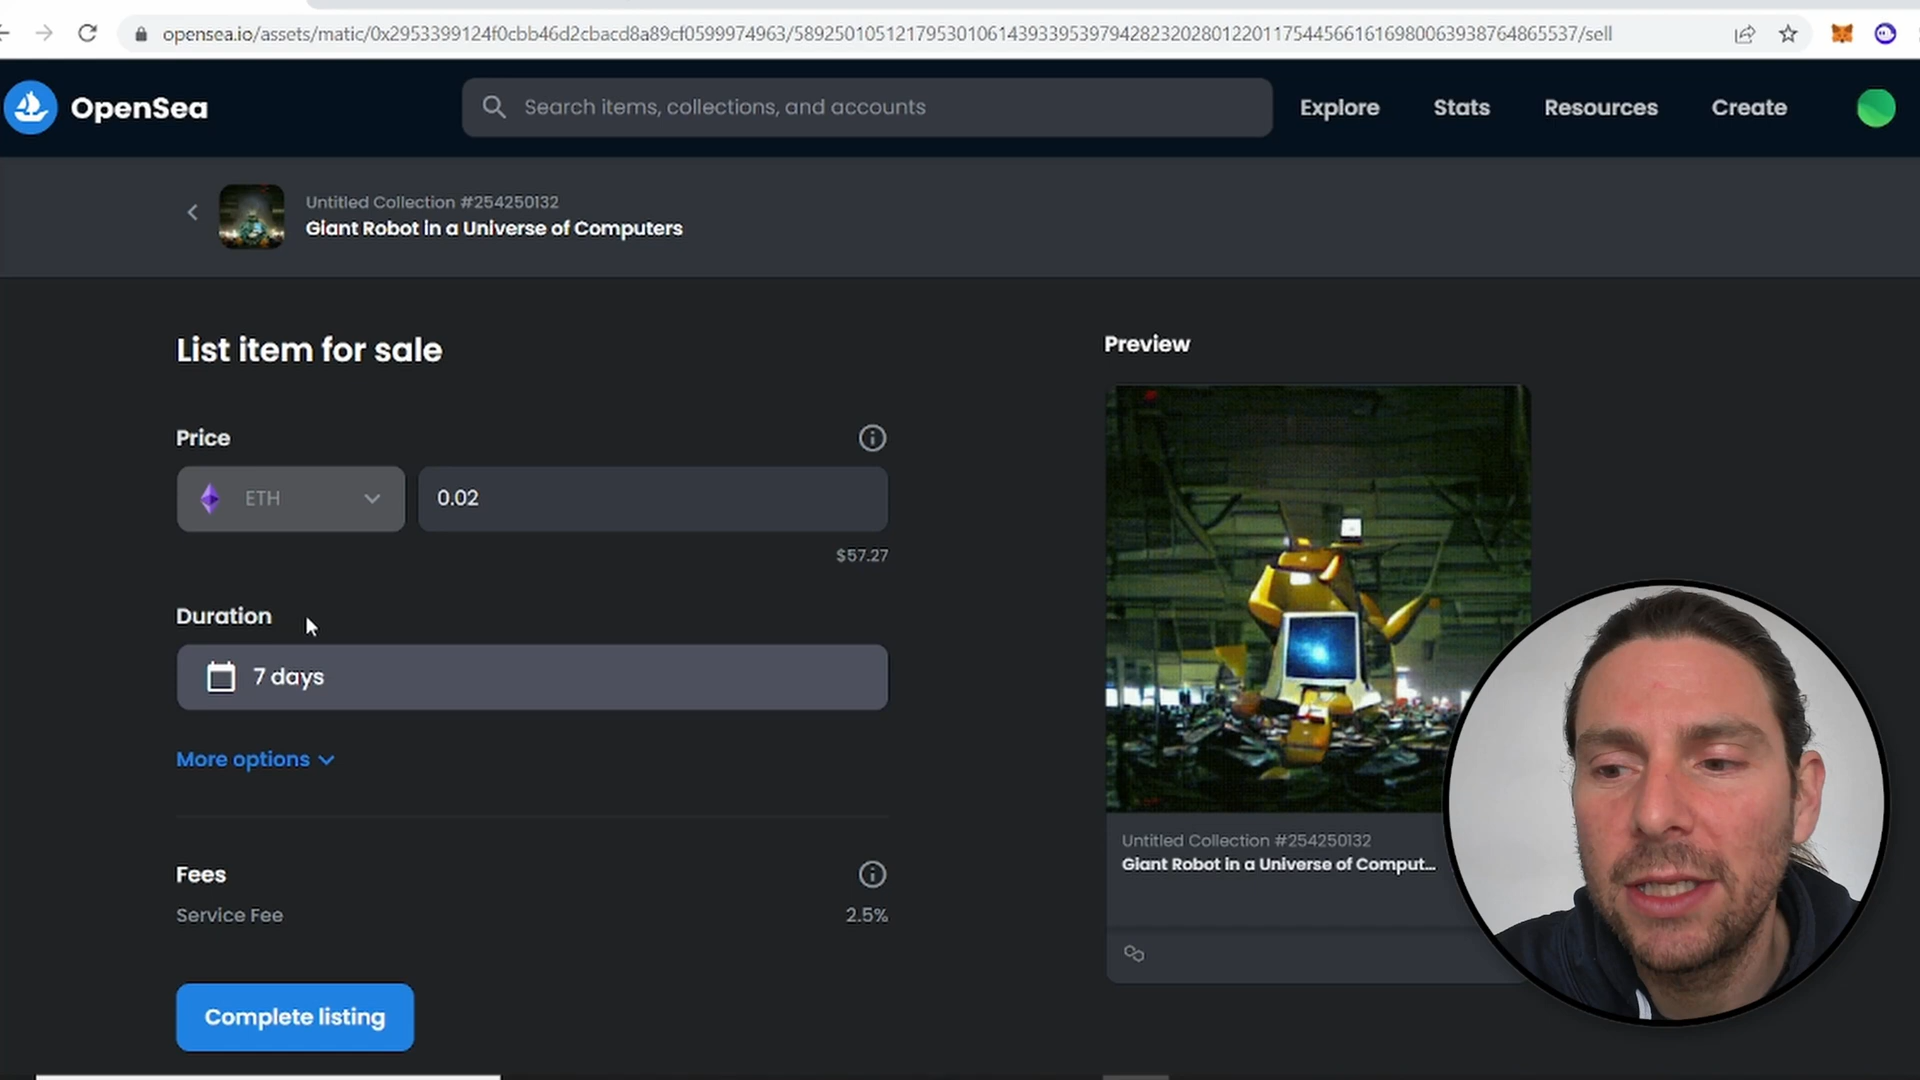 opensea.io/assets/matic/0x2953399124f0cbb46d2cbacd8a89cf0599974963/58925010512179530106143933953979428232028012201175445661616980063938764865537/sell
OpenSea
Search items, collections, and accounts
Explore
Stats
Resources
Create
Untitled Collection #254250132
Giant Robot in a Universe of Computers
List item for sale
Preview
Price
ETH
0.02
$57.27
Duration
7 days
More options
Fees
Service Fee
2.5%
Complete listing
Untitled Collection #254250132
Giant Robot in a Universe of Comput...